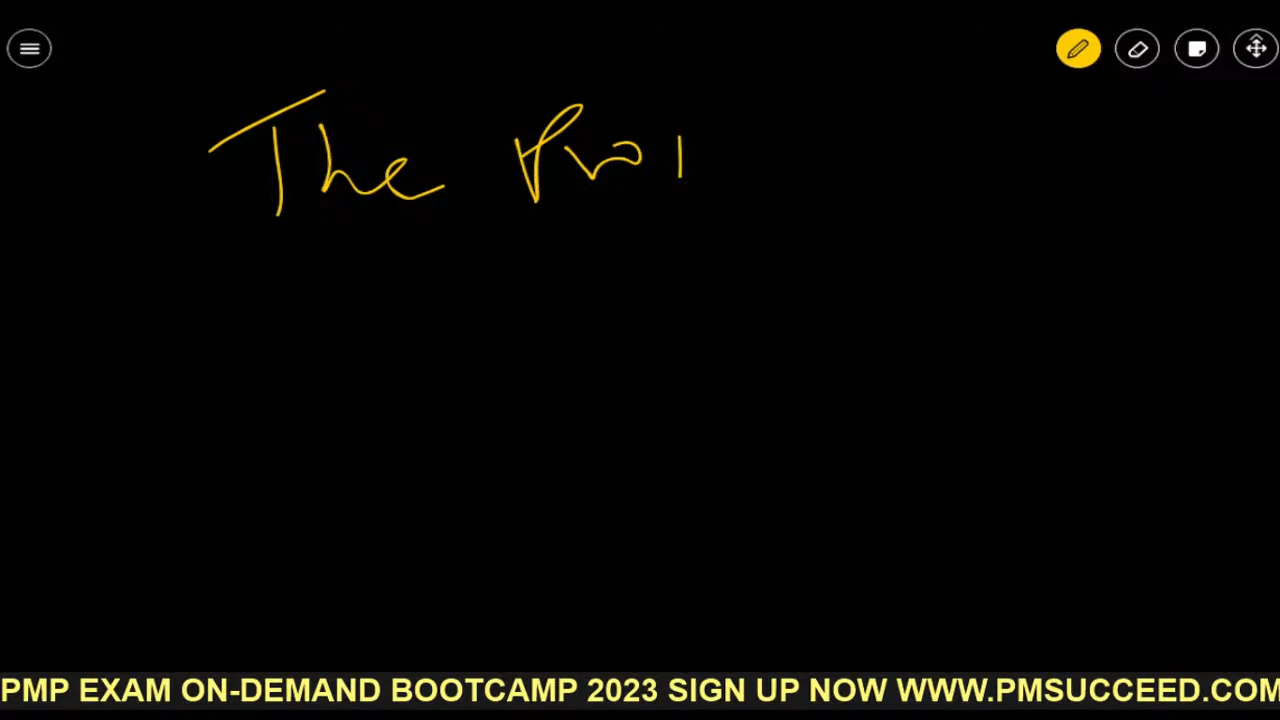 The Pro
PMP EXAM ON-DEMAND BOOTCAMP 2023 SIGN UP NOW WWW.PMSUCCEED.COM